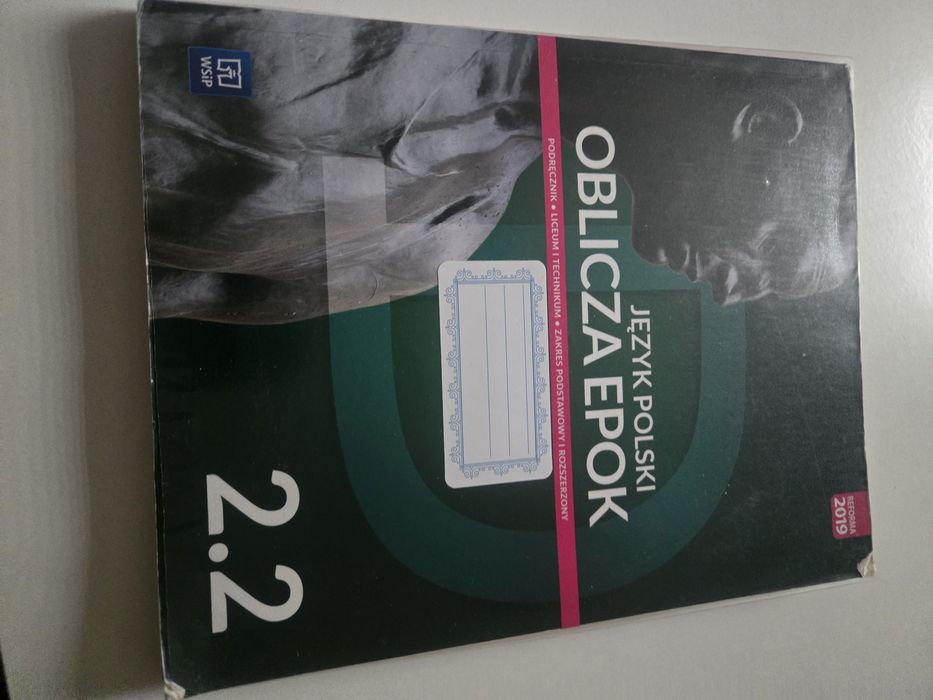 REFORMA
2019
JĘZYK POLSKI
OBLICZA EPOK
PODRĘCZNIK • LICEUM I TECHNIKUM • ZAKRES PODSTAWOWY I ROZSZERZONY
2.2
WSiP